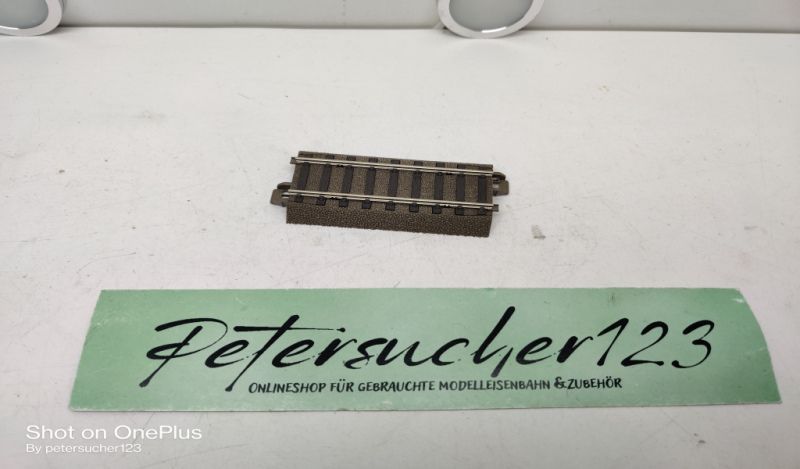 Petersucher123
ONLINESHOP FÜR GEBRAUCHTE MODELLEISENBAHN & ZUBEHÖR
Shot on OnePlus
By petersucher123